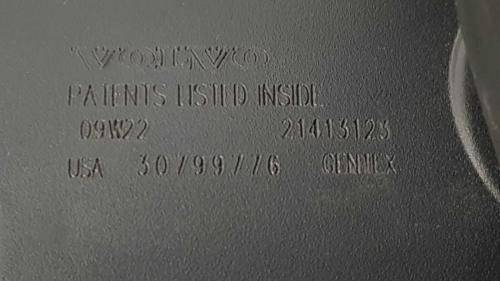 VOLVO
PATENTS LISTED INSIDE
09W22 21413123
USA 30799776 GENTEX